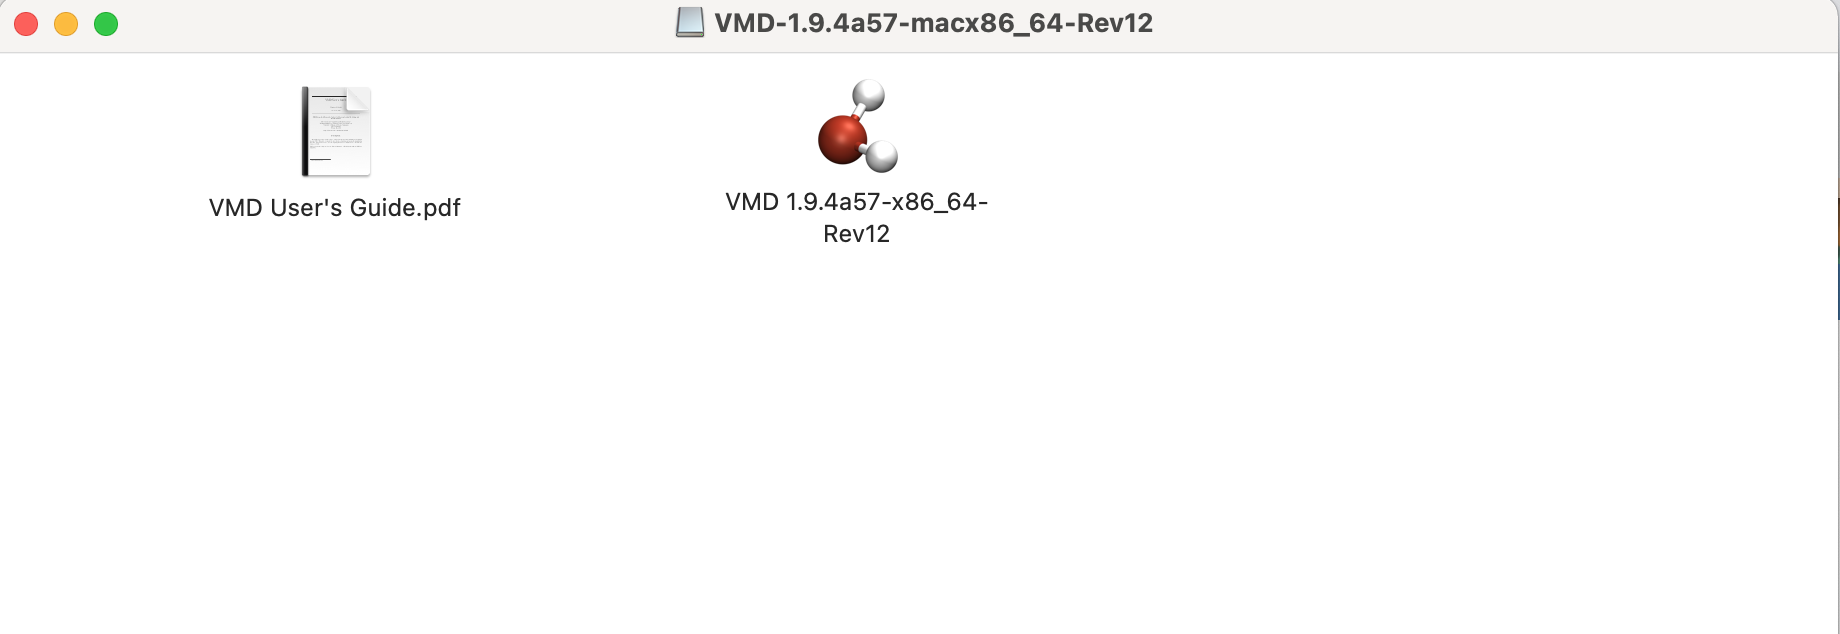 VMD-1.9.4a57-macx86_64-Rev12
VMD User's Guide.pdf
VMD 1.9.4a57-x86_64-
Rev12